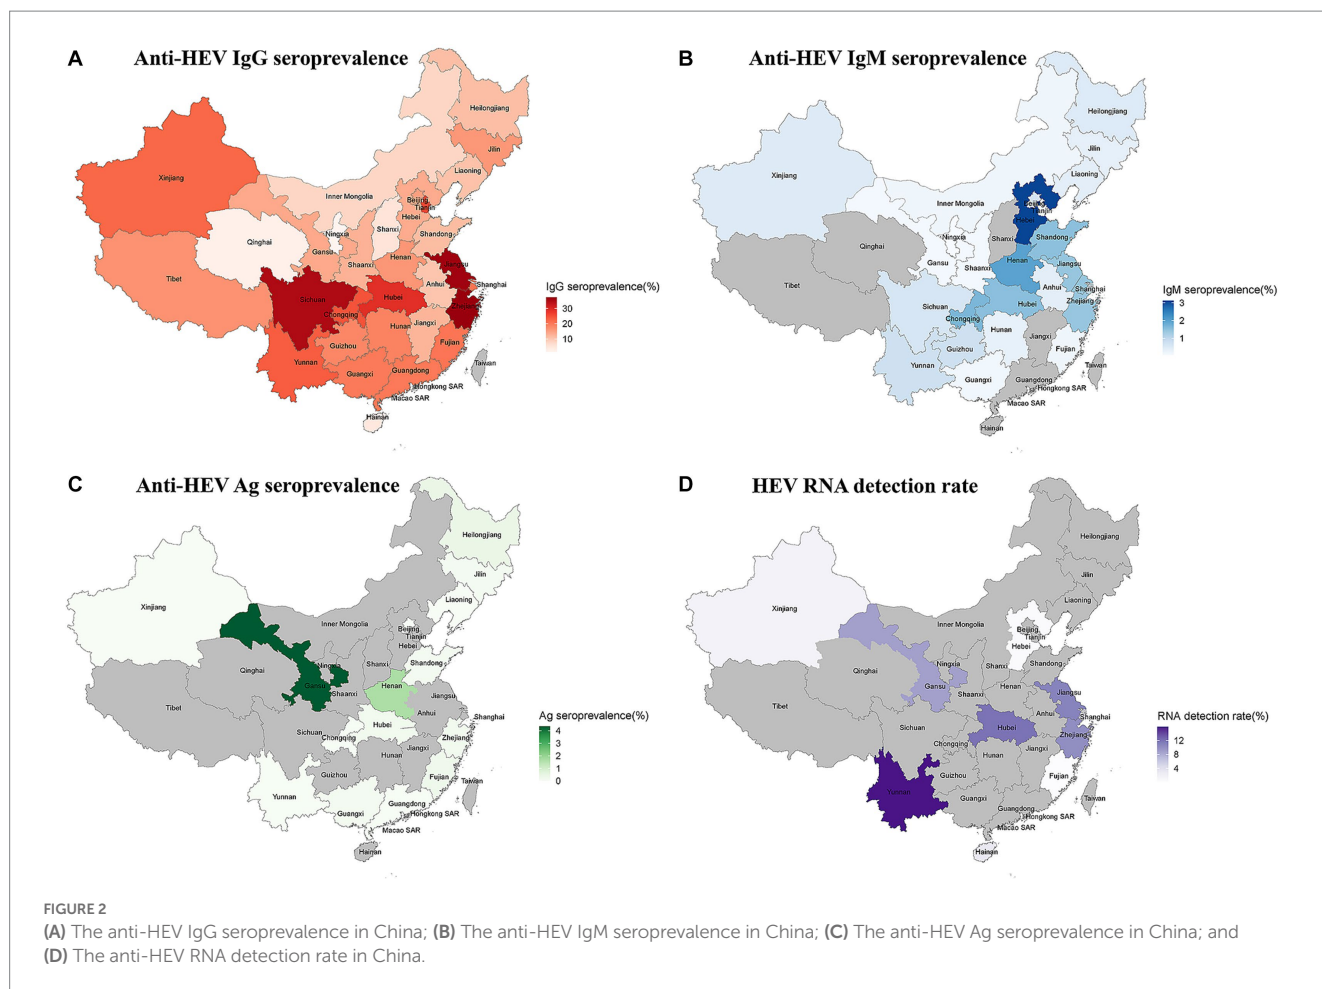 A
Anti-HEV IgG seroprevalence
Heilongjiang
Jilin
Liaoning
Xinjiang
Inner Mongolia
Beijing
Tianjin
Hebei
Ningxia
Shanxi
Shandong
Qinghai
Gansu
Shaanxi
Henan
Jiangsu
Tibet
Anhui
Shanghai
Sichuan
Hubei
Zhejiang
Chongqing
Hunan
Jiangxi
Guizhou
Fujian
Yunnan
Guangxi
Guangdong
Taiwan
Hongkong SAR
Macao SAR
Hainan
IgG seroprevalence(%)
30
20
10
B
Anti-HEV IgM seroprevalence
Heilongjiang
Jilin
Liaoning
Xinjiang
Inner Mongolia
Beijing
Tianjin
Hebei
Ningxia
Shanxi
Shandong
Qinghai
Gansu
Shaanxi
Henan
Jiangsu
Tibet
Anhui
Shanghai
Sichuan
Hubei
Zhejiang
Chongqing
Hunan
Jiangxi
Guizhou
Fujian
Yunnan
Guangxi
Guangdong
Taiwan
Hongkong SAR
Macao SAR
Hainan
IgM seroprevalence(%)
3
2
1
C
Anti-HEV Ag seroprevalence
Heilongjiang
Jilin
Liaoning
Xinjiang
Inner Mongolia
Beijing
Tianjin
Hebei
Ningxia
Shanxi
Shandong
Qinghai
Gansu
Shaanxi
Henan
Jiangsu
Tibet
Anhui
Shanghai
Sichuan
Hubei
Zhejiang
Chongqing
Hunan
Jiangxi
Guizhou
Fujian
Yunnan
Guangxi
Guangdong
Taiwan
Hongkong SAR
Macao SAR
Hainan
Ag seroprevalence(%)
4
3
2
1
0
D
HEV RNA detection rate
Heilongjiang
Jilin
Liaoning
Xinjiang
Inner Mongolia
Beijing
Tianjin
Hebei
Ningxia
Shanxi
Shandong
Qinghai
Gansu
Shaanxi
Henan
Jiangsu
Tibet
Anhui
Shanghai
Sichuan
Hubei
Zhejiang
Chongqing
Hunan
Jiangxi
Guizhou
Fujian
Yunnan
Guangxi
Guangdong
Taiwan
Hongkong SAR
Macao SAR
Hainan
RNA detection rate(%)
12
8
4
FIGURE 2
(A) The anti-HEV IgG seroprevalence in China; (B) The anti-HEV IgM seroprevalence in China; (C) The anti-HEV Ag seroprevalence in China; and
(D) The anti-HEV RNA detection rate in China.